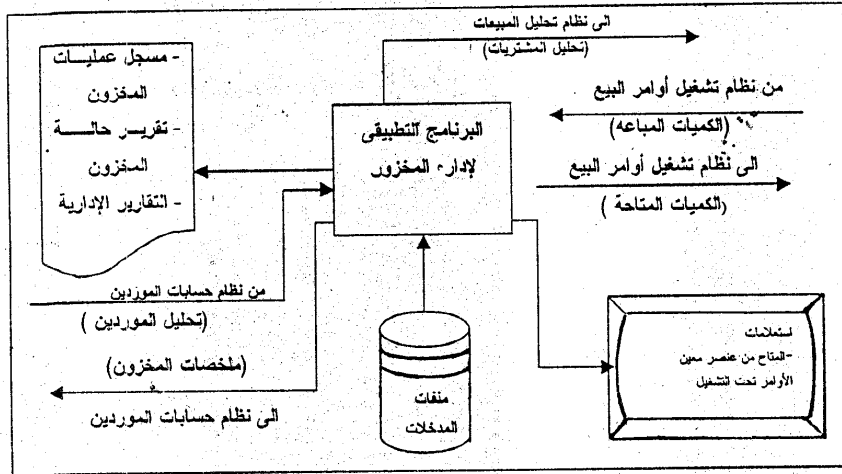 الى نظام تحليل المبيعات
(تحليل المشتريات)
- مسجل عمليات
المخزون
- تقرير حالة
المخزون
- التقارير الإدارية
البرنامج التطبيقى
لإدارة المخزون
من نظام تشغيل أوامر البيع
(الكميات المباعه)
الى نظام تشغيل أوامر البيع
(الكميات المتاحة )
من نظام حسابات الموردين
(تحليل الموردين )
(ملخصات المخزون)
الى نظام حسابات الموردين
ملفات
المدخلات
استعلامات
-المتاح من عنصر معين
الأوامر تحت التشغيل